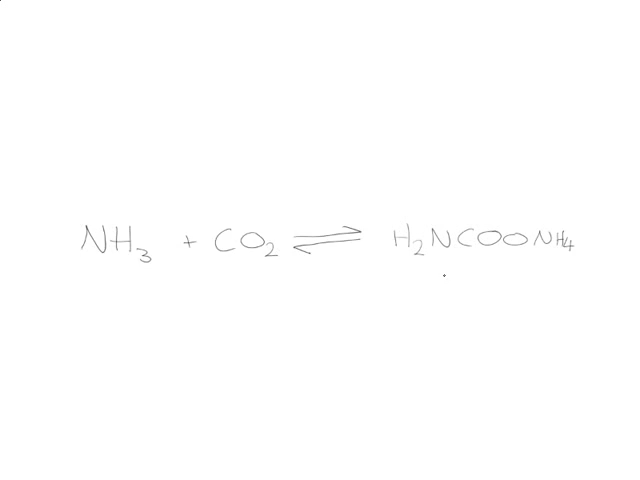 NH₃ + CO₂ ⇌ H₂NCOONH₄